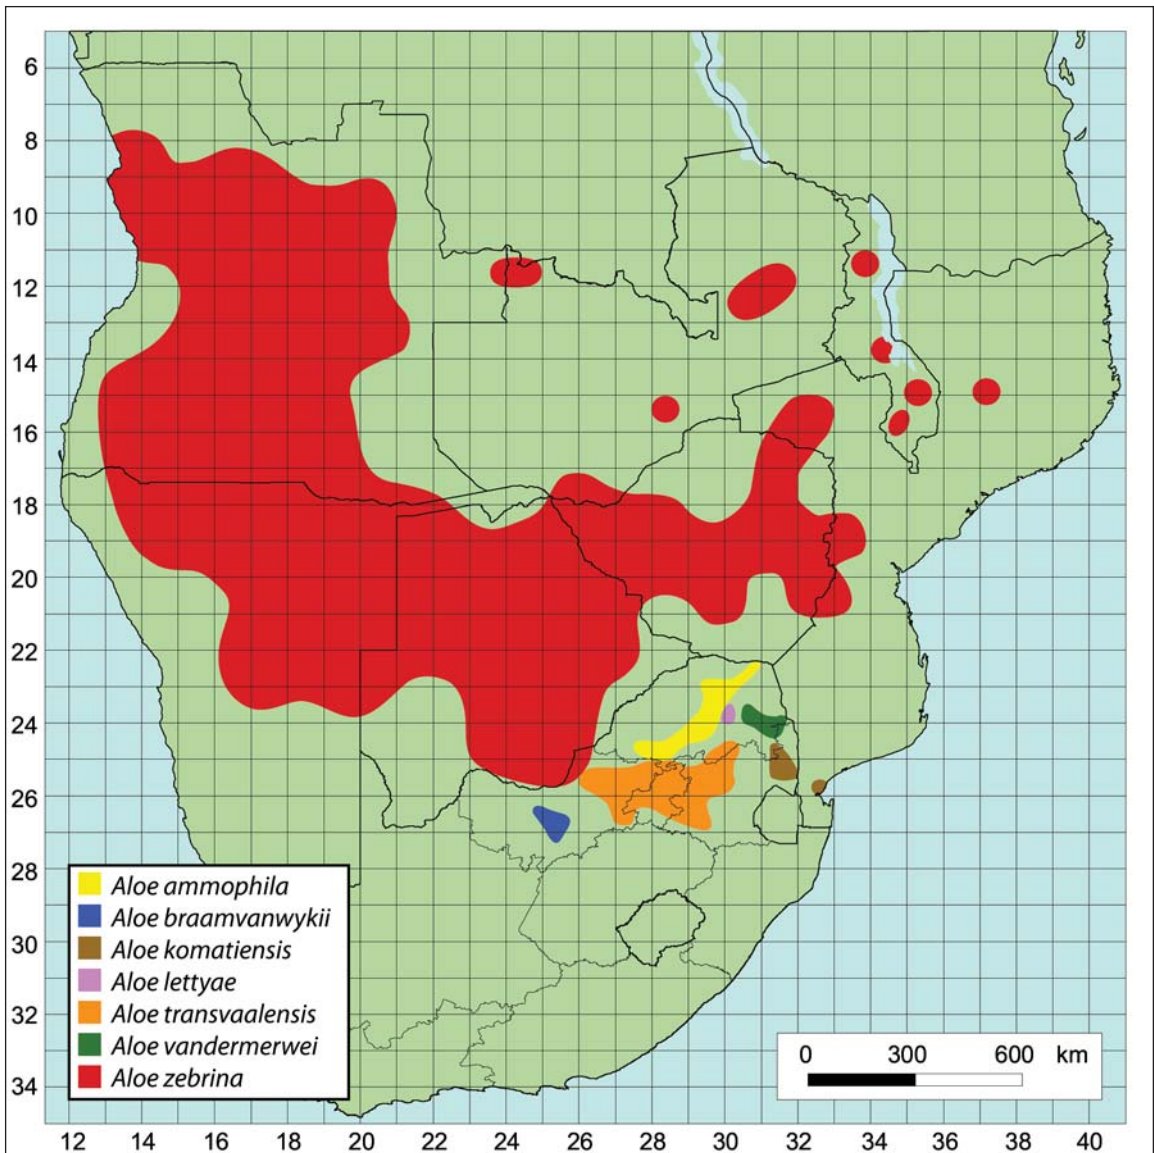 6
8
10
12
14
16
18
20
22
24
26
28
30
32
34
Aloe ammophila
Aloe braamvanwykii
Aloe komatiensis
Aloe lettyae
Aloe transvaalensis
Aloe vandermerwei
Aloe zebrina
0 300 600 km
12 14 16 18 20 22 24 26 28 30 32 34 36 38 40